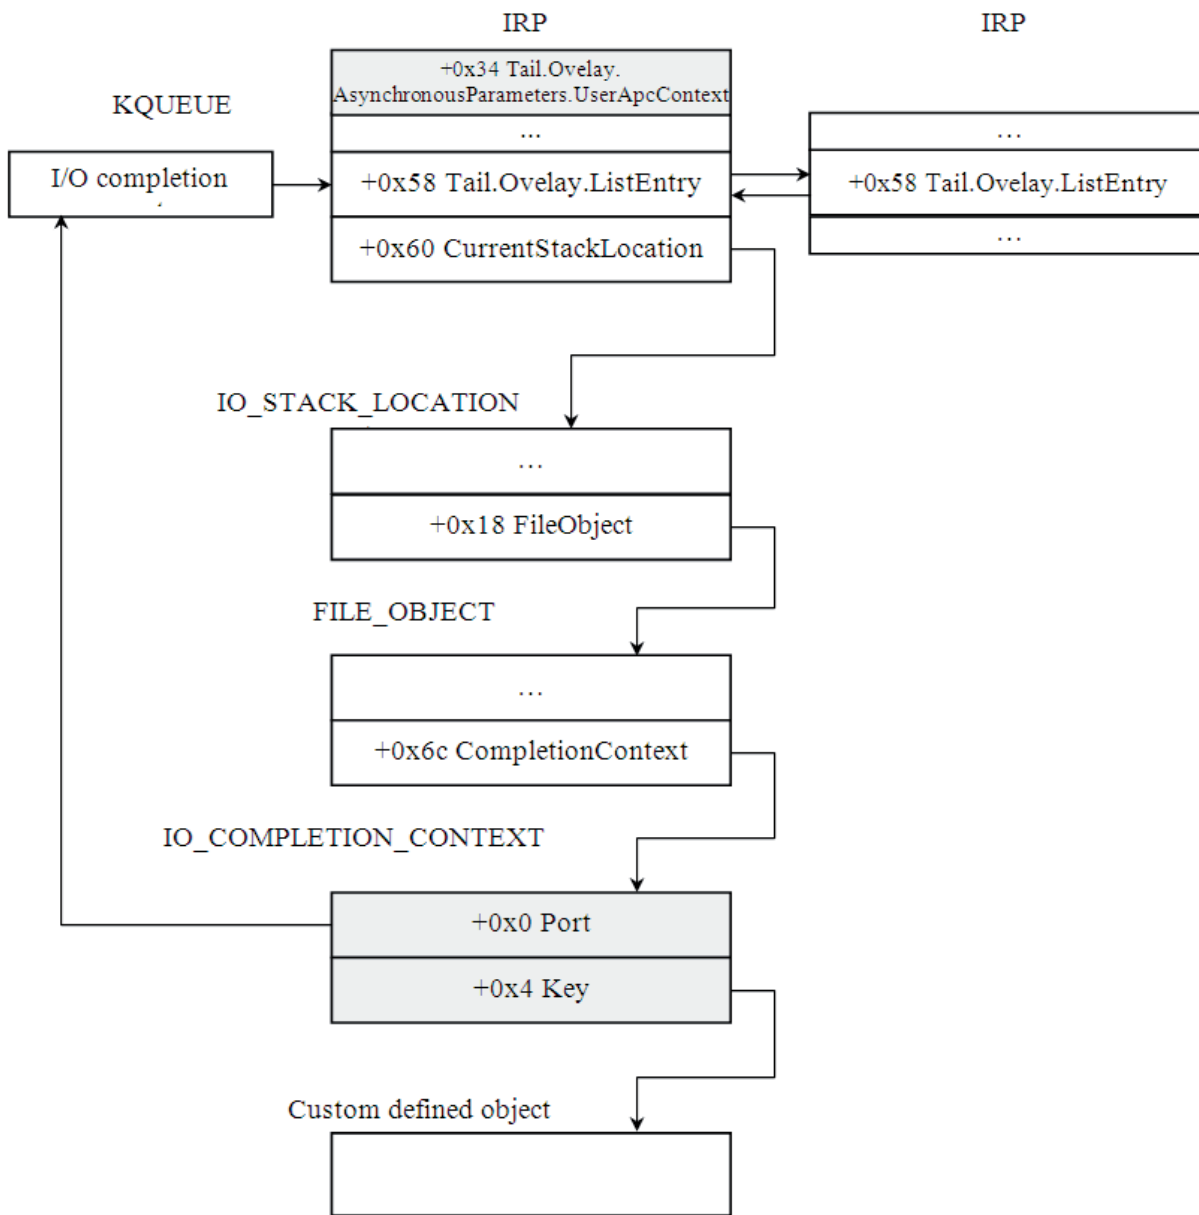 IRP
IRP
+0x34 Tail.Ovelay.
AsynchronousParameters.UserApcContext
KQUEUE
...
...
I/O completion
+0x58 Tail.Ovelay.ListEntry
+0x58 Tail.Ovelay.ListEntry
+0x60 CurrentStackLocation
...
IO_STACK_LOCATION
...
+0x18 FileObject
FILE_OBJECT
...
+0x6c CompletionContext
IO_COMPLETION_CONTEXT
+0x0 Port
+0x4 Key
Custom defined object